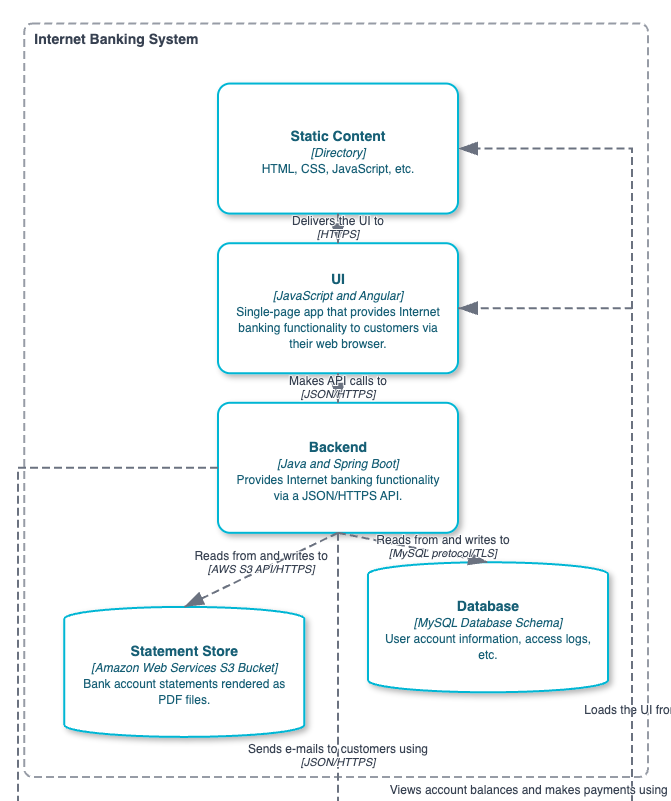 Internet Banking System
Static Content
[Directory]
HTML, CSS, JavaScript, etc.
Delivers the UI to
[HTTPS]
UI
[JavaScript and Angular]
Single-page app that provides Internet
banking functionality to customers via
their web browser.
Makes API calls to
[JSON/HTTPS]
Backend
[Java and Spring Boot]
Provides Internet banking functionality
via a JSON/HTTPS API.
Reads from and writes to
[MySQL protocol/TLS]
Reads from and writes to
[AWS S3 API/HTTPS]
Database
[MySQL Database Schema]
User account information, access logs,
etc.
Statement Store
[Amazon Web Services S3 Bucket]
Bank account statements rendered as
PDF files.
Loads the UI fro
Sends e-mails to customers using
[JSON/HTTPS]
Views account balances and makes payments using